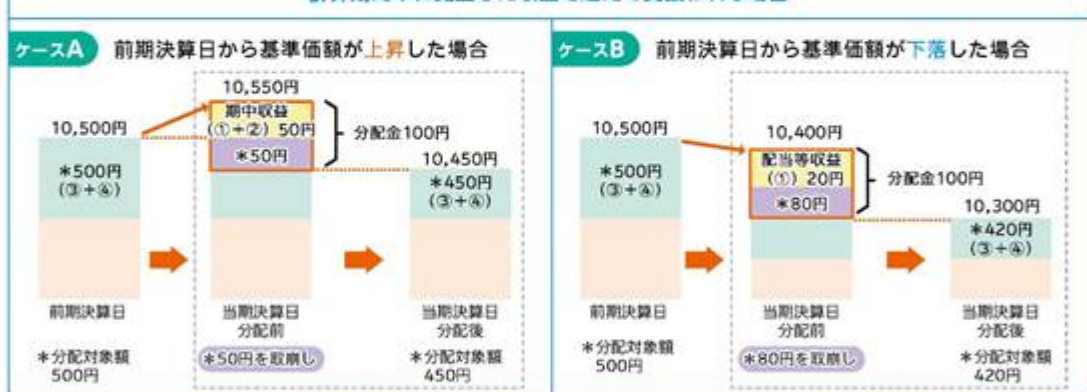 ケースA 前期決算日から基準価額が上昇した場合
10,550円
期中収益
(①+②) 50円
*50円
分配金100円
10,500円
*500円
(③+④)
10,450円
*450円
(③+④)
前期決算日
当期決算日
分配前
当期決算日
分配後
*分配対象額
500円
*50円を取崩し
*分配対象額
450円
ケースB 前期決算日から基準価額が下落した場合
10,500円
*500円
(③+④)
10,400円
配当等収益
(①) 20円
*80円
分配金100円
10,300円
*420円
(③+④)
前期決算日
当期決算日
分配前
当期決算日
分配後
*分配対象額
500円
*80円を取崩し
*分配対象額
420円